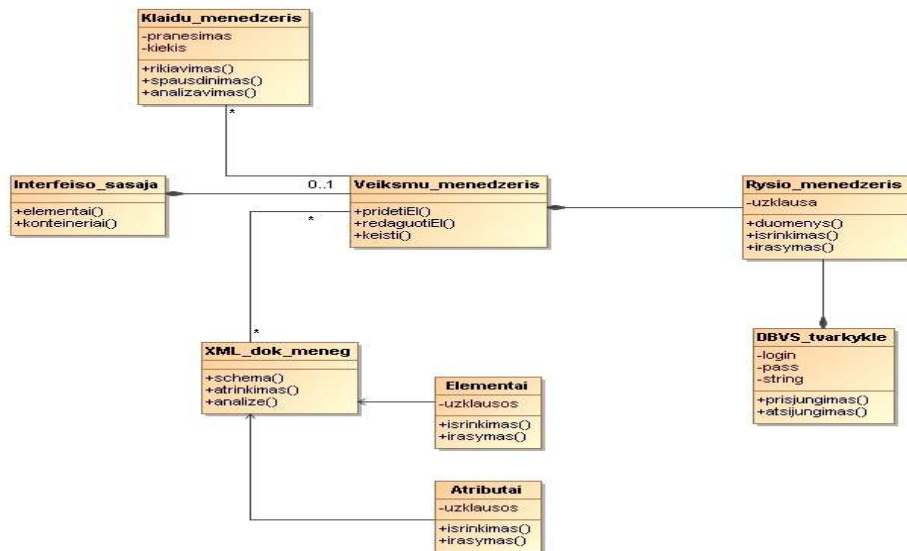 Klaidu_menedzeris
-pranesimas
-kiekis
+rikiavimas()
+spausdinimas()
+analizavimas()
*
Interfeiso_sasaja
+elementai()
+konteineriai()
0..1
Veiksmu_menedzeris
+pridetiEl()
+redaguotiEl()
+keisti()
*
Rysio_menedzeris
-uzklausa
+duomenys()
+isrinkimas()
+irasymas()
*
XML_dok_meneg
+schema()
+atrinkimas()
+analize()
DBVS_tvarkykle
-login
-pass
-string
+prisjungimas()
+atsijungimas()
Elementai
-uzklausos
+isrinkimas()
+irasymas()
Atributai
-uzklausos
+isrinkimas()
+irasymas()